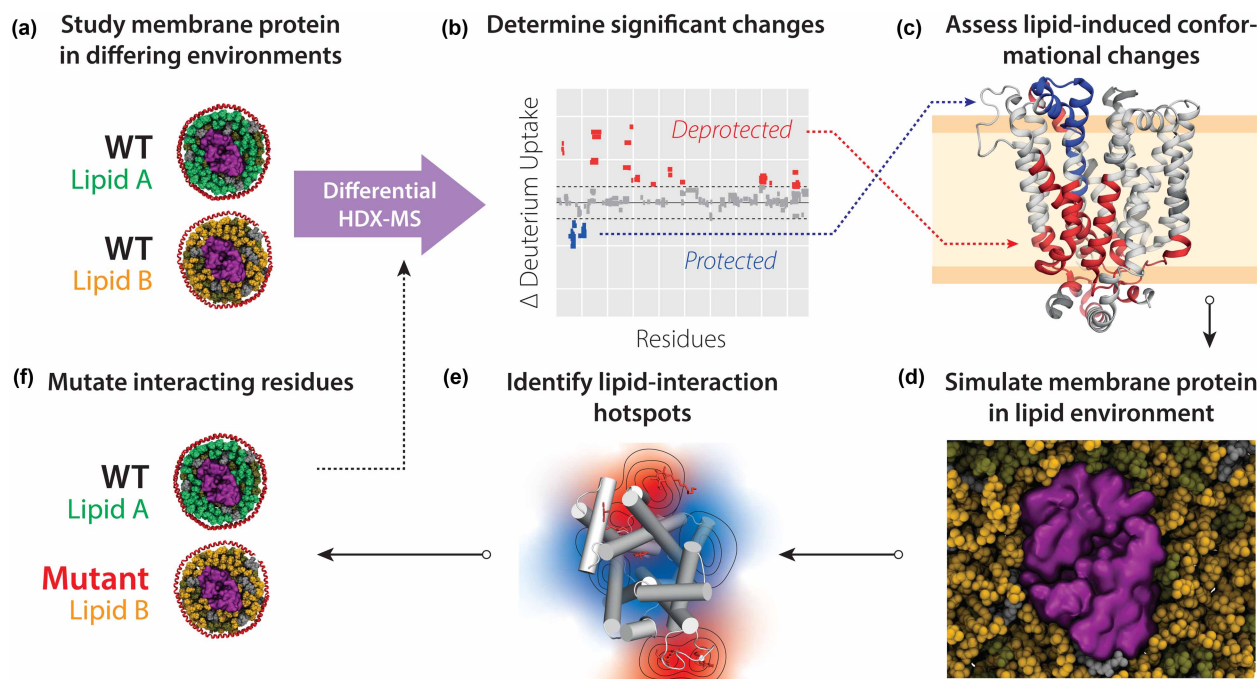 (a) Study membrane protein
in differing environments
WT
Lipid A
WT
Lipid B
Differential
HDX-MS
(b) Determine significant changes
Δ Deuterium Uptake
Deprotected
Protected
Residues
(c) Assess lipid-induced confor-
mational changes
(f) Mutate interacting residues
WT
Lipid A
Mutant
Lipid B
(e) Identify lipid-interaction
hotspots
(d) Simulate membrane protein
in lipid environment